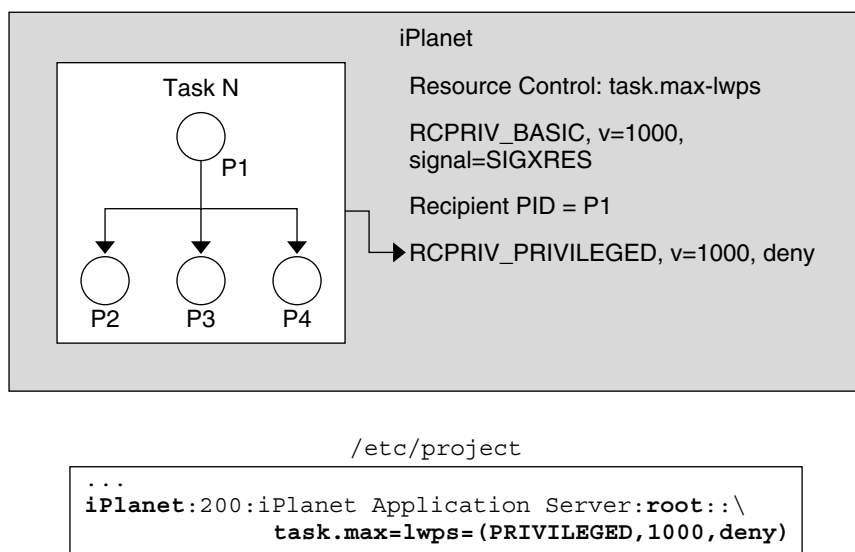 iPlanet
Task N
P1
P2
P3
P4
Resource Control: task.max-lwps
RCPRIV_BASIC, v=1000,
signal=SIGXRES
Recipient PID = P1
RCPRIV_PRIVILEGED, v=1000, deny
/etc/project
...
iPlanet:200:iPlanet Application Server:root::\
task.max=lwps=(PRIVILEGED,1000,deny)